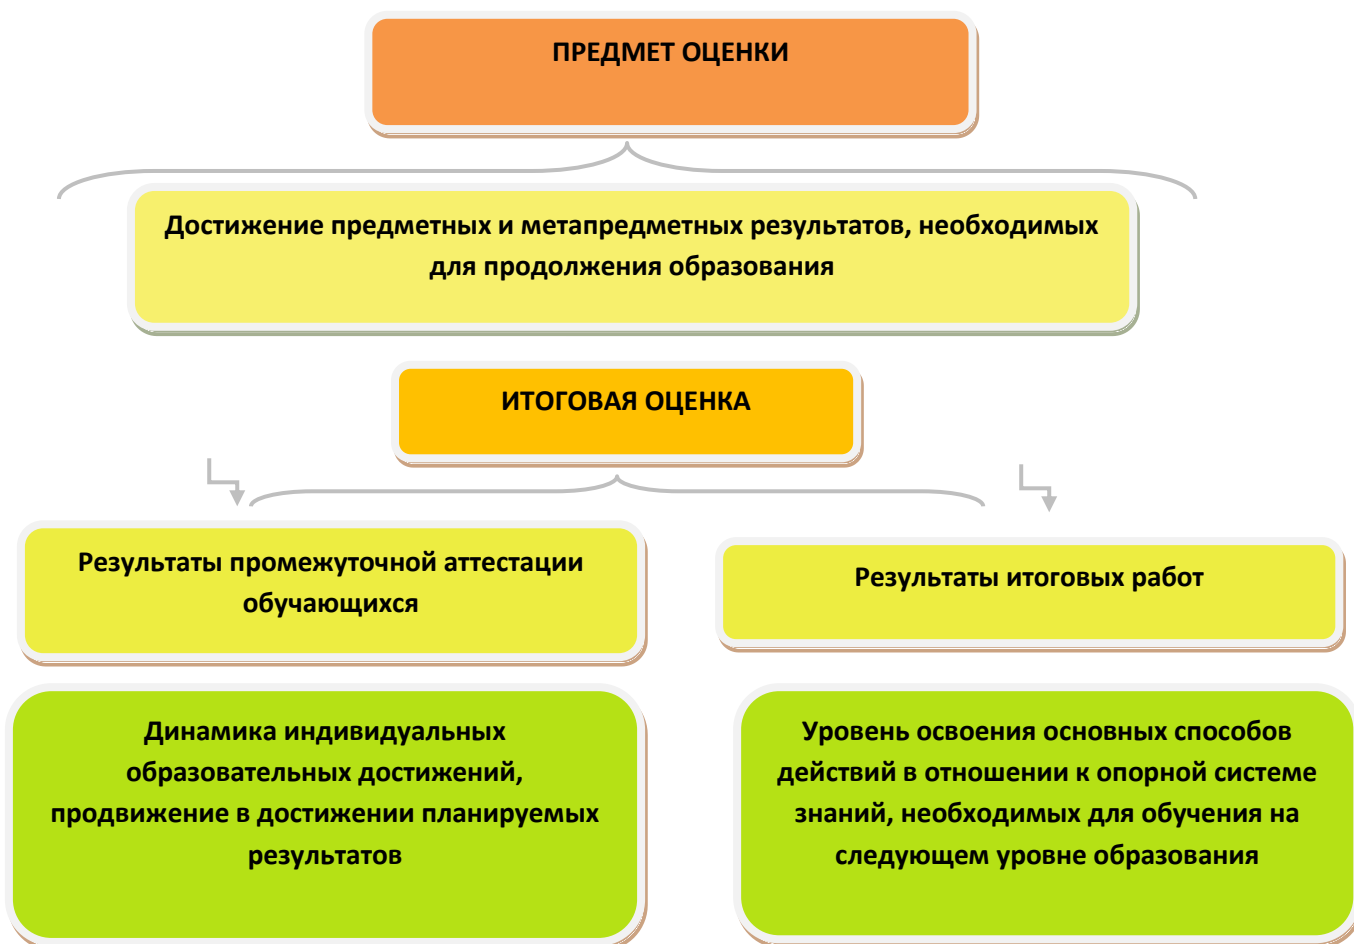 ПРЕДМЕТ ОЦЕНКИ
Достижение предметных и метапредметных результатов, необходимых
для продолжения образования
ИТОГОВАЯ ОЦЕНКА
Результаты промежуточной аттестации
обучающихся
Результаты итоговых работ
Динамика индивидуальных
образовательных достижений,
продвижение в достижении планируемых
результатов
Уровень освоения основных способов
действий в отношении к опорной системе
знаний, необходимых для обучения на
следующем уровне образования